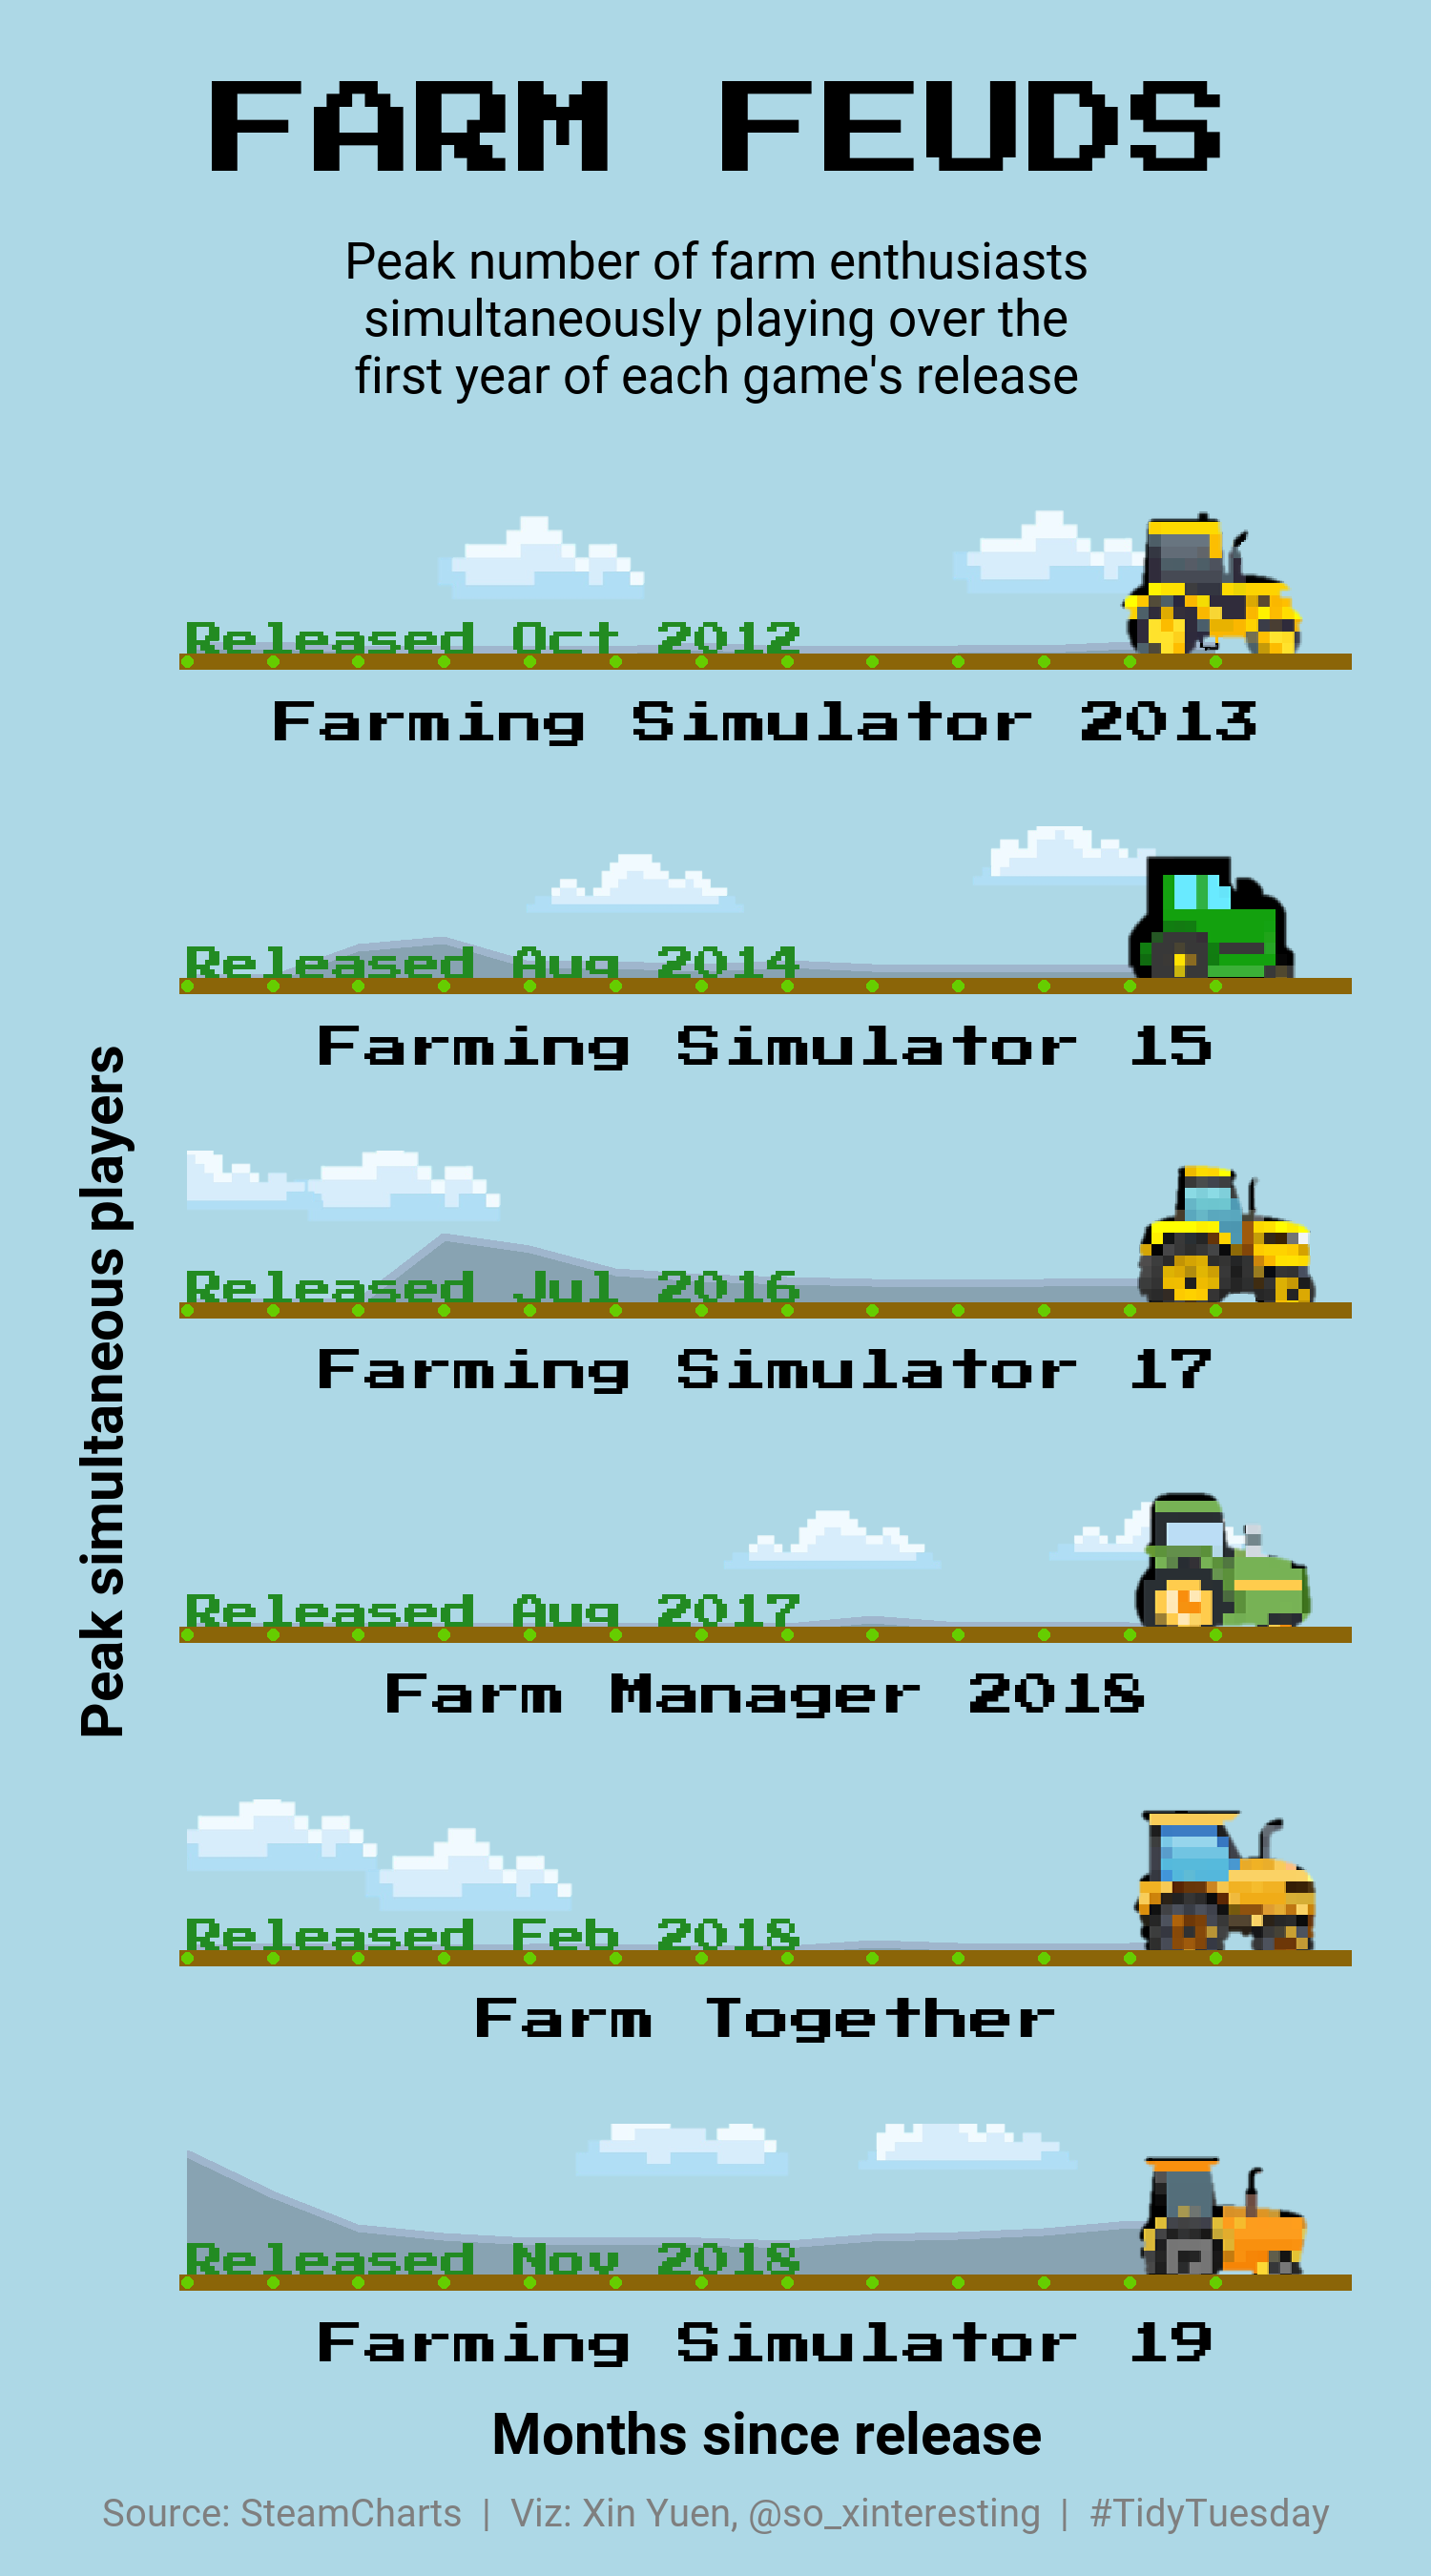 FARM FEUDS
Peak number of farm enthusiasts
simultaneously playing over the
first year of each game's release
Peak simultaneous players
Released Oct 2012
Farming Simulator 2013
Released Aug 2014
Farming Simulator 15
Released Jul 2016
Farming Simulator 17
Released Aug 2017
Farm Manager 2018
Released Feb 2018
Farm Together
Released Nov 2018
Farming Simulator 19
Months since release
Source: SteamCharts | Viz: Xin Yuen, @so_xinteresting | #TidyTuesday